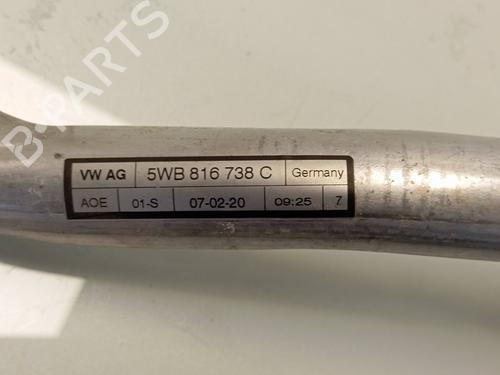 B-PARTS
VW AG 5WB 816 738 C Germany
AOE 01-S 07-02-20 09:25 7